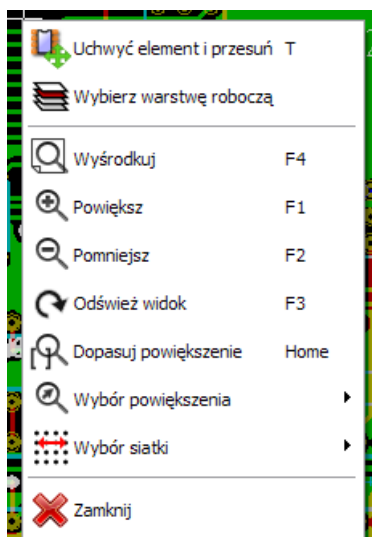 Uchwyć element i przesuń T
Wybierz warstwę roboczą
Wyśrodkuj F4
Powiększ F1
Pomniejsz F2
Odśwież widok F3
Dopasuj powiększenie Home
Wybór powiększenia
Wybór siatki
Zamknij